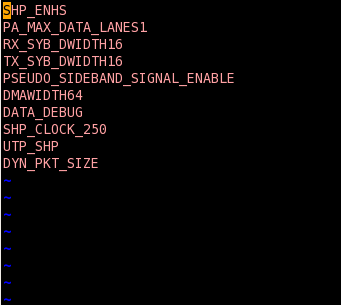 SHP_ENHS
PA_MAX_DATA_LANES1
RX_SYB_DWIDTH16
TX_SYB_DWIDTH16
PSEUDO_SIDEBAND_SIGNAL_ENABLE
DMAWIDTH64
DATA_DEBUG
SHP_CLOCK_250
UTP_SHP
DYN_PKT_SIZE
~
~
~
~
~
~
~
~